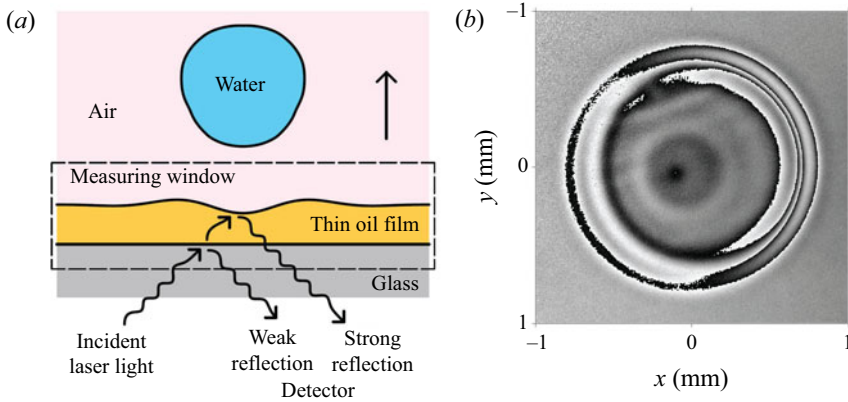 (a)
Water
Air
Measuring window
Thin oil film
Glass
Incident
laser light
Weak
reflection
Strong
reflection
Detector
(b)
–1
0
1
y (mm)
–1
0
1
x (mm)